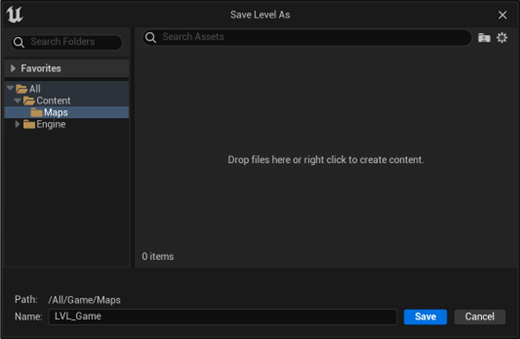 Save Level As
Search Folders
Search Assets
Favorites
All
Content
Maps
Engine
Drop files here or right click to create content.
0 items
Path: /All/Game/Maps
Name: LVL_Game
Save Cancel